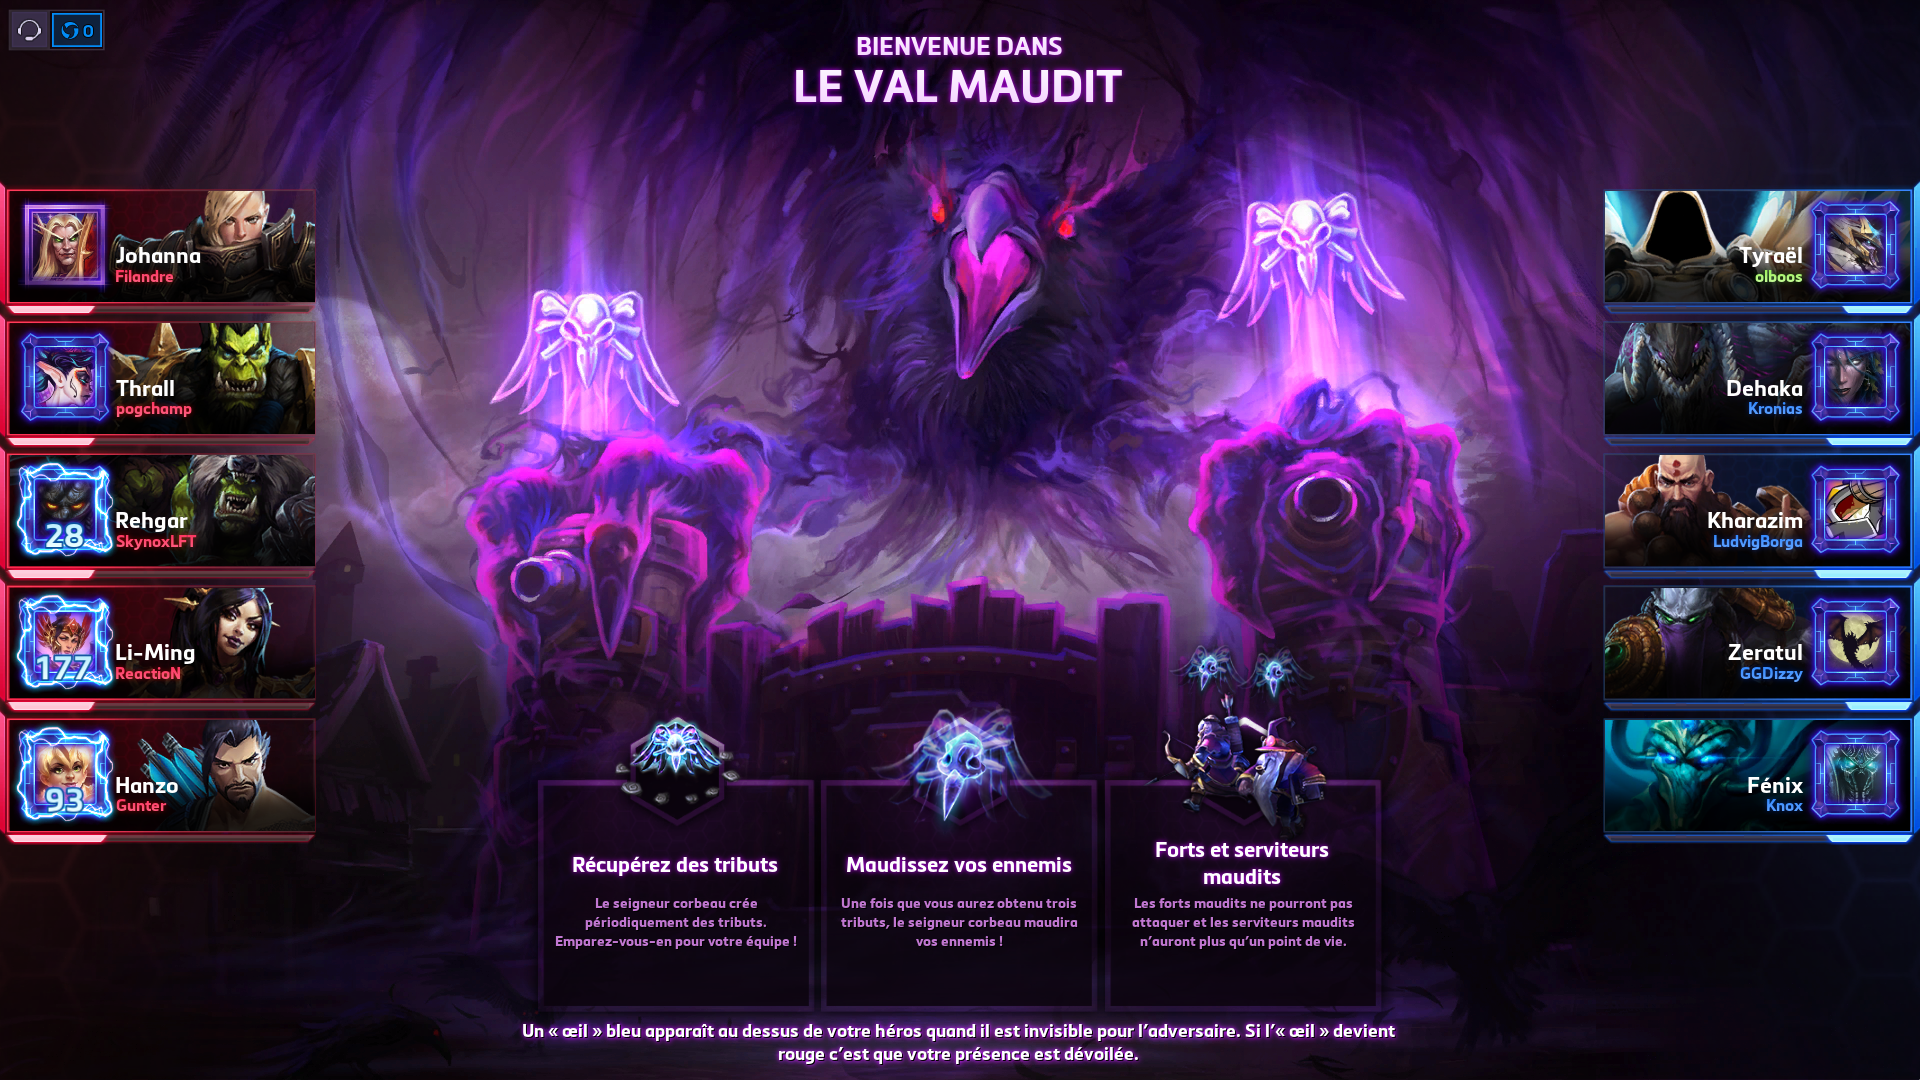 0
BIENVENUE DANS
LE VAL MAUDIT
Johanna
Filandre
Thrall
pogchamp
28
Rehgar
SkynoxLFT
177
Li-Ming
ReactioN
93
Hanzo
Gunter
Tyraël
olboos
Dehaka
Kronias
Kharazim
LudvigBorga
Zeratul
GGDizzy
Fénix
Knox
Récupérez des tributs
Le seigneur corbeau crée
périodiquement des tributs.
Emparez-vous-en pour votre équipe !
Maudissez vos ennemis
Une fois que vous aurez obtenu trois
tributs, le seigneur corbeau maudira
vos ennemis !
Forts et serviteurs
maudits
Les forts maudits ne pourront pas
attaquer et les serviteurs maudits
n’auront plus qu’un point de vie.
Un « œil » bleu apparaît au dessus de votre héros quand il est invisible pour l’adversaire. Si l’« œil » devient
rouge c’est que votre présence est dévoilée.